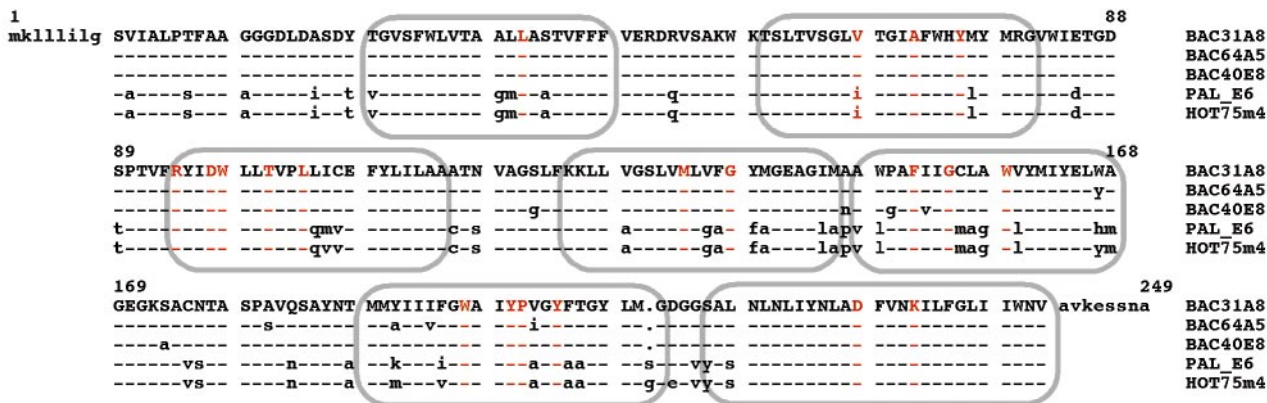 1 88
mklllilg SVIALPTFAA GGGDLDASDY TGVSFWLVTA ALLASTVFFF VERDRVSAKW KTSLTVSGLV TGIAFWHYMY MRGVWIETGD BAC31A8
---------- ---------- ---------- ---------- ---------- ---------- ---------- ---------- BAC64A5
---------- ---------- ---------- ---------- ---------- ---------- ---------- ---------- BAC40E8
-a----s--- a-----i--t v--------- gm--a----- ----q----- ---------i --------l- ------d--- PAL_E6
-a----s--- a-----i--t v--------- gm--a----- ----q----- ---------i --------l- ------d--- HOT75m4
89 168
SPTVFRYIDW LLTVPLLICE FYLILAAATN VAGSLFKKLL VGSLVMLVFG YMGEAGIMAA WPAFIIGCLA WVYMIYELWA BAC31A8
---------- ---------- ---------- ---------- ---------- ---------- ---------- --------y- BAC64A5
---------- ---------- ---------- ---g------ ---------- --------n- -g--v----- ---------- BAC40E8
t--------- ------qmv- -------c-s ---------- a------ga- fa----lapv l------mag -l------hm PAL_E6
t--------- ------qvv- -------c-s ---------- a------ga- fa----lapv l------mag -l------ym HOT75m4
169 249
GEGKSACNTA SPAVQSAYNT MMYIIIFGWA IYPVGYFTGY LM.GDGGSAL NLNLIYNLAD FVNKILFGLI IWNV avkessna BAC31A8
---------- --s------- --a--v---- ---i------ --.------- ---------- ---------- ---- BAC64A5
----a----- ---------- ---------- ---------- --.------- ---------- ---------- ---- BAC40E8
------vs-- ----n----a --k---i--- ---a--aa-- --s---vy-s ---------- ---------- ---- PAL_E6
------vs-- ----n----a --m---v--- ---a--aa-- --g-e-vy-s ---------- ---------- ---- HOT75m4